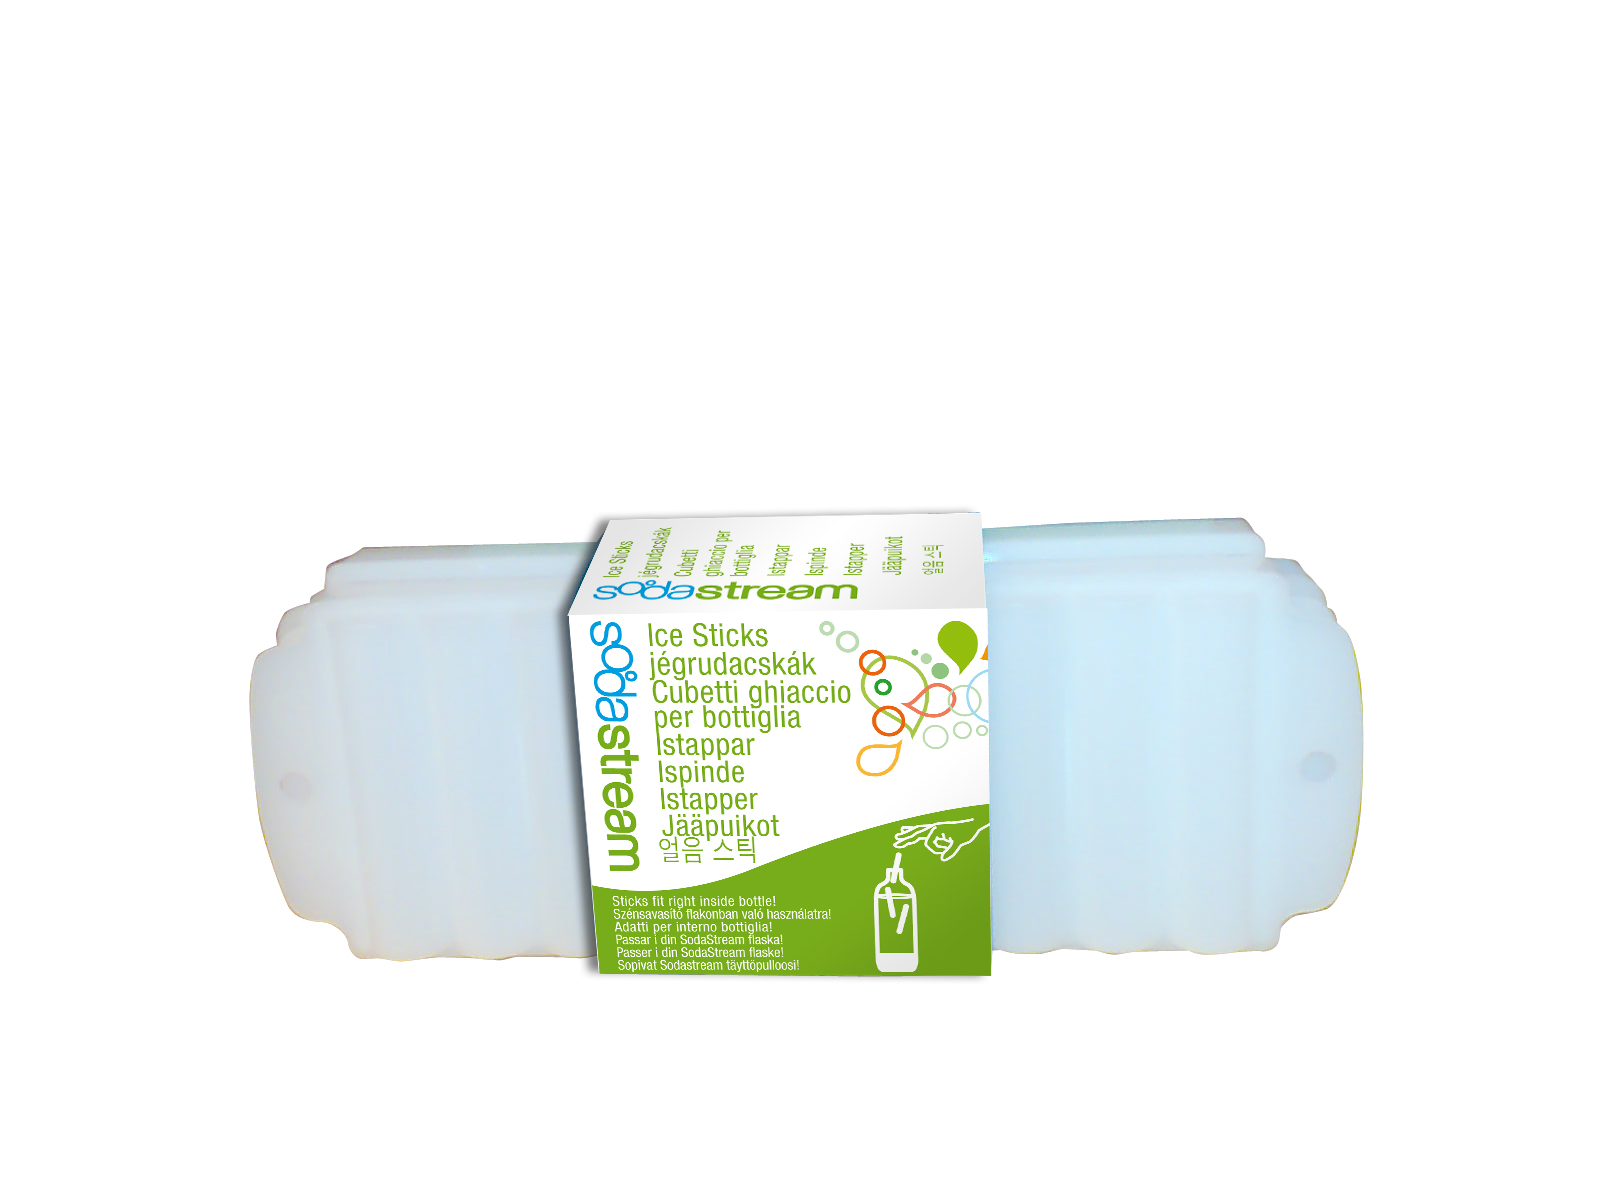 Ice Sticks
jégrudacskák
Cubetti
ghiaccio per
bottiglia
Istappar
Ispinde
Istapper
Jääpuikot
얼음 스틱
sodastream
sodastream
Ice Sticks
jégrudacskák
Cubetti ghiaccio
per bottiglia
Istappar
Ispinde
Istapper
Jääpuikot
얼음 스틱
Sticks fit right inside bottle!
Szénsavasító flakonban való használatra!
Adatti per interno bottiglia!
Passar i din SodaStream flaska!
Passer i din SodaStream flaske!
Sopivat Sodastream täyttöpulloosi!